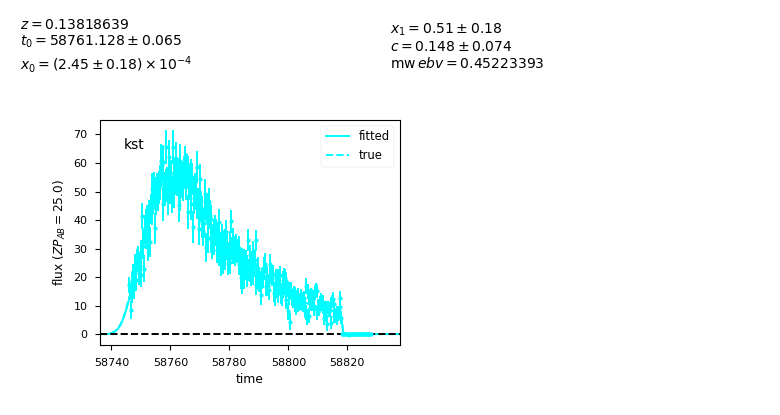 z = 0.13818639
t₀ = 58761.128 ± 0.065
x₀ = (2.45 ± 0.18) × 10⁻⁴
x₁ = 0.51 ± 0.18
c = 0.148 ± 0.074
mw ebv = 0.45223393
kst
fitted
true
flux (ZP_AB = 25.0)
70
60
50
40
30
20
10
0
58740 58760 58780 58800 58820
time